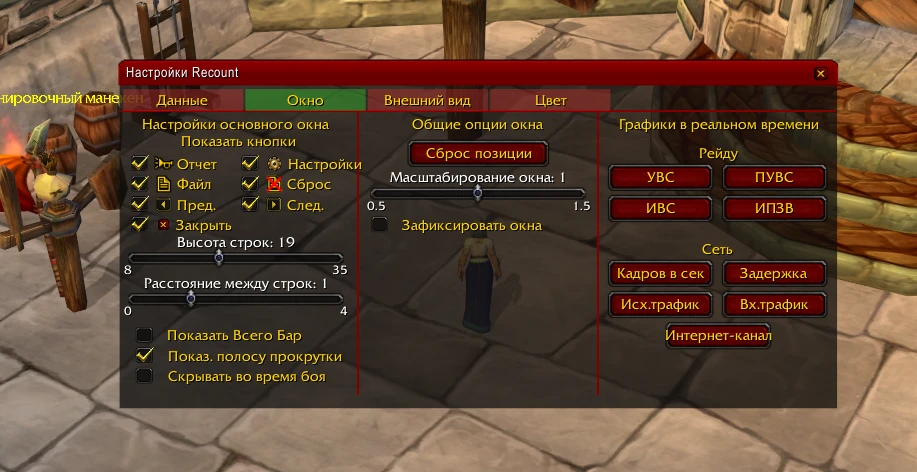 Настройки Recount
нировочный манекен
Данные
Окно
Внешний вид
Цвет
Настройки основного окна
Показать кнопки
Отчет
Настройки
Файл
Сброс
Пред.
След.
Закрыть
Высота строк: 19
8
35
Расстояние между строк: 1
0
4
Показать Всего Бар
Показ. полосу прокрутки
Скрывать во время боя
Общие опции окна
Сброс позиции
Масштабирование окна: 1
0.5
1.5
Зафиксировать окна
Графики в реальном времени
Рейду
УВС
ПУВС
ИВС
ИПЗВ
Сеть
Кадров в сек
Задержка
Исх.трафик
Вх.трафик
Интернет-канал